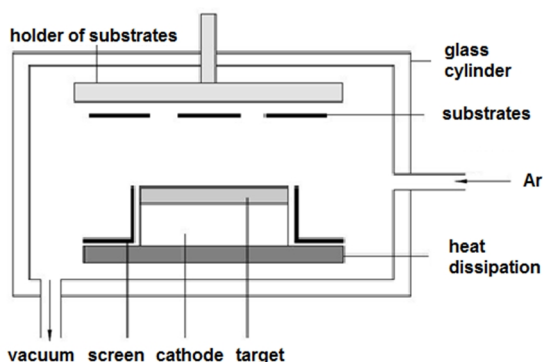 holder of substrates
glass
cylinder
substrates
Ar
heat
dissipation
vacuum screen cathode target